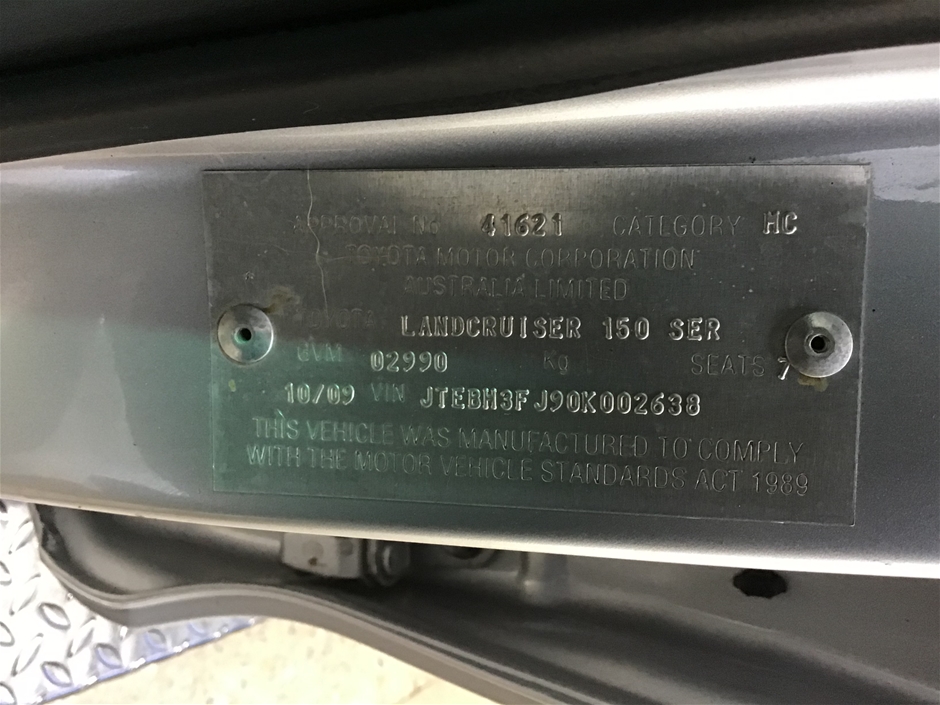 APPROVAL No 41621 CATEGORY MC
TOYOTA MOTOR CORPORATION
AUSTRALIA LIMITED
TOYOTA LANDCRUISER 150 SER
GVM 02990 Kg SEATS 7
10/09 VIN JTEBH3FJ90K002638
THIS VEHICLE WAS MANUFACTURED TO COMPLY
WITH THE MOTOR VEHICLE STANDARDS ACT 1989